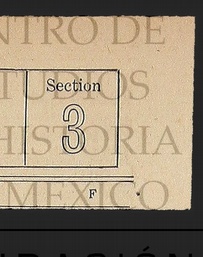 NTRO DE
TUDIOS
Section
3
HISTORIA
MEXICO
F